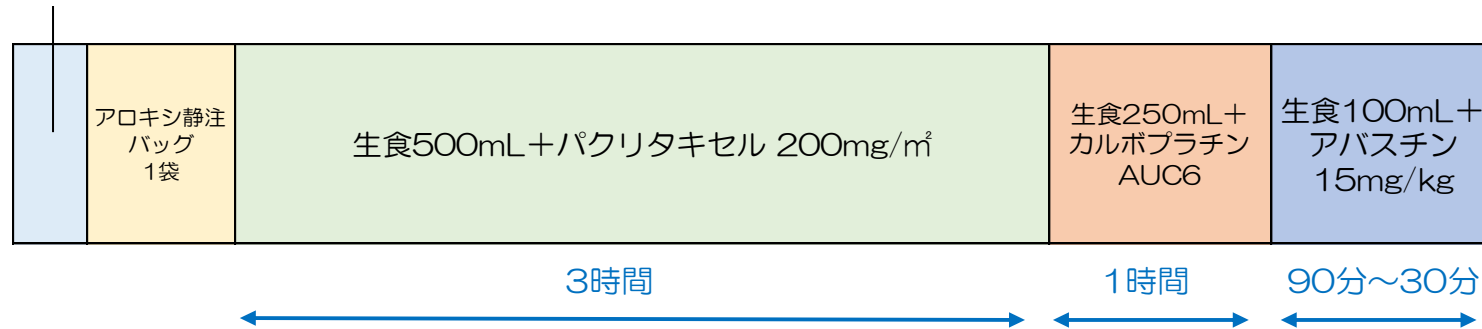 アロキシ静注
バッグ
1袋
生食500mL＋パクリタキセル 200mg/㎡
生食250mL＋
カルボプラチン
AUC6
生食100mL＋
アバスチン
15mg/kg
3時間
1時間
90分～30分